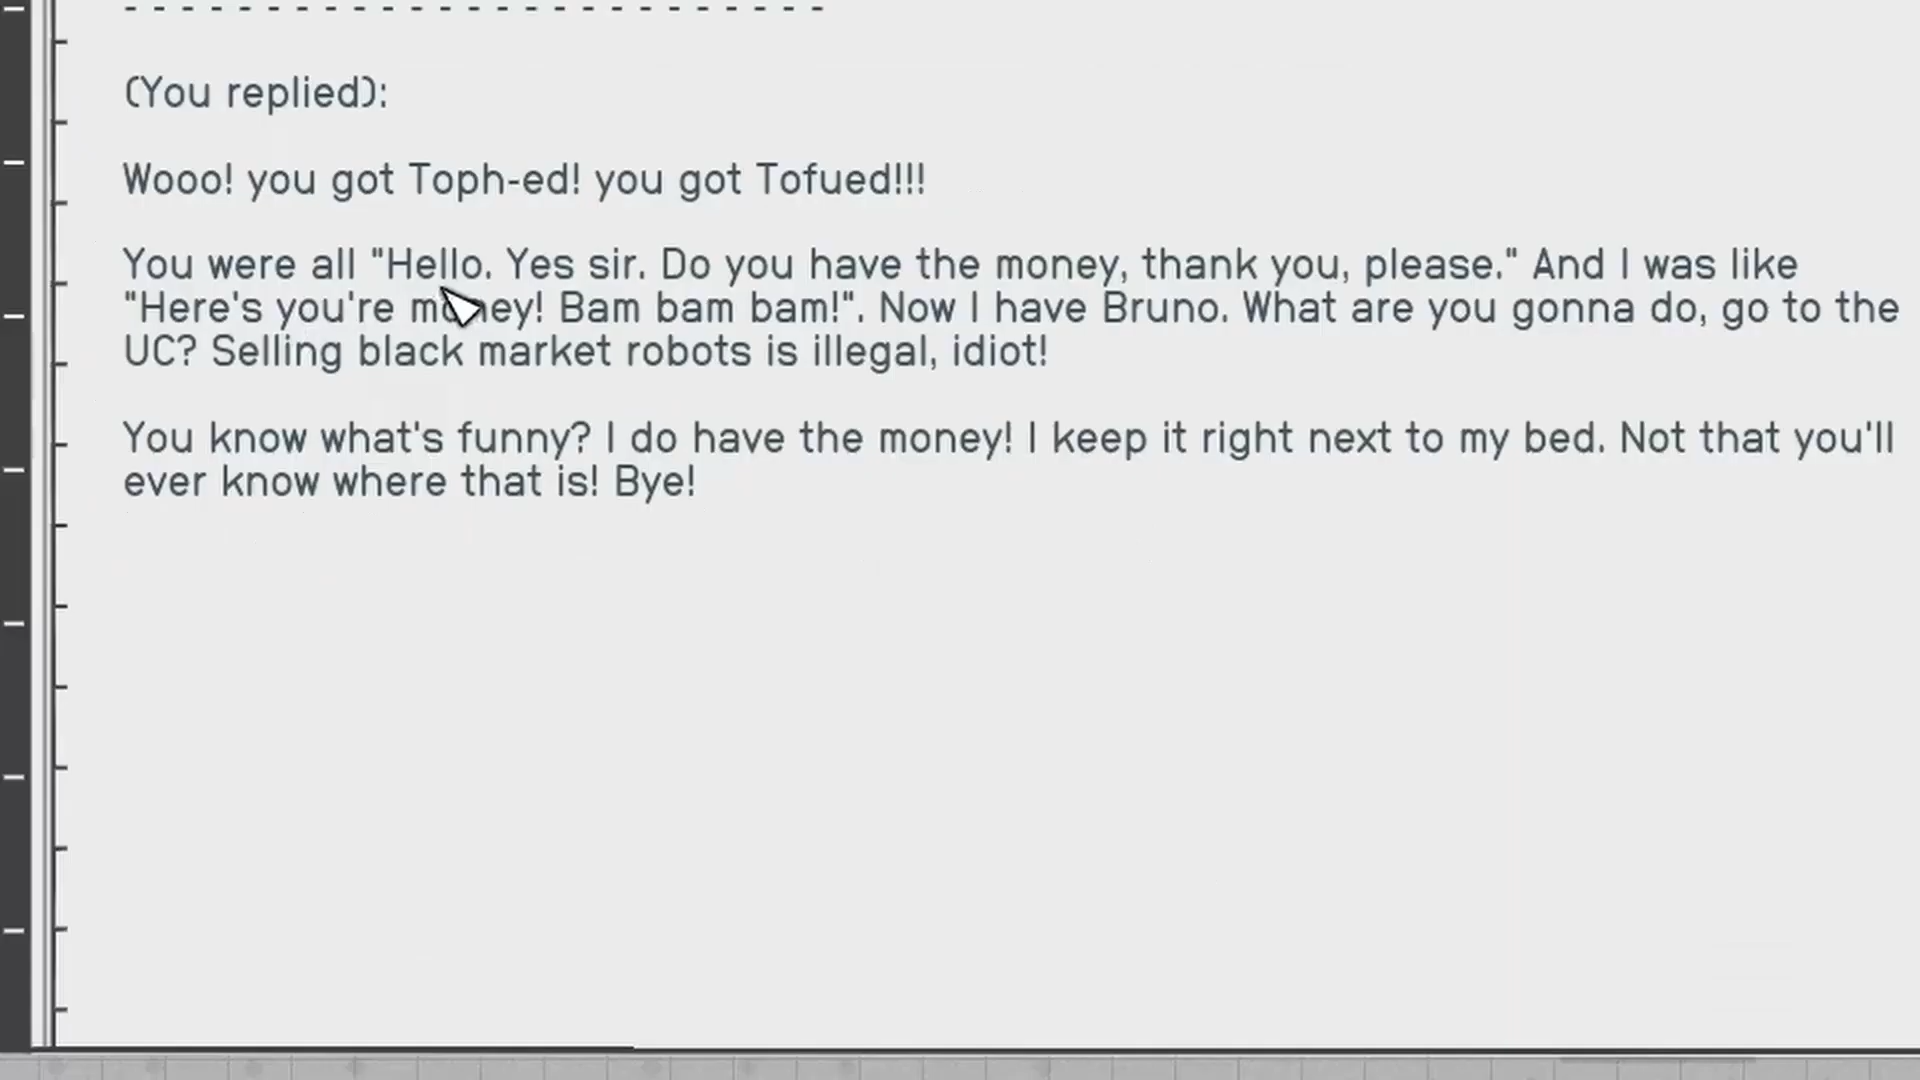 (You replied):
Wooo! you got Toph-ed! you got Tofued!!!
You were all "Hello. Yes sir. Do you have the money, thank you, please." And I was like
"Here's you're money! Bam bam bam!". Now I have Bruno. What are you gonna do, go to the
UC? Selling black market robots is illegal, idiot!
You know what's funny? I do have the money! I keep it right next to my bed. Not that you'll
ever know where that is! Bye!